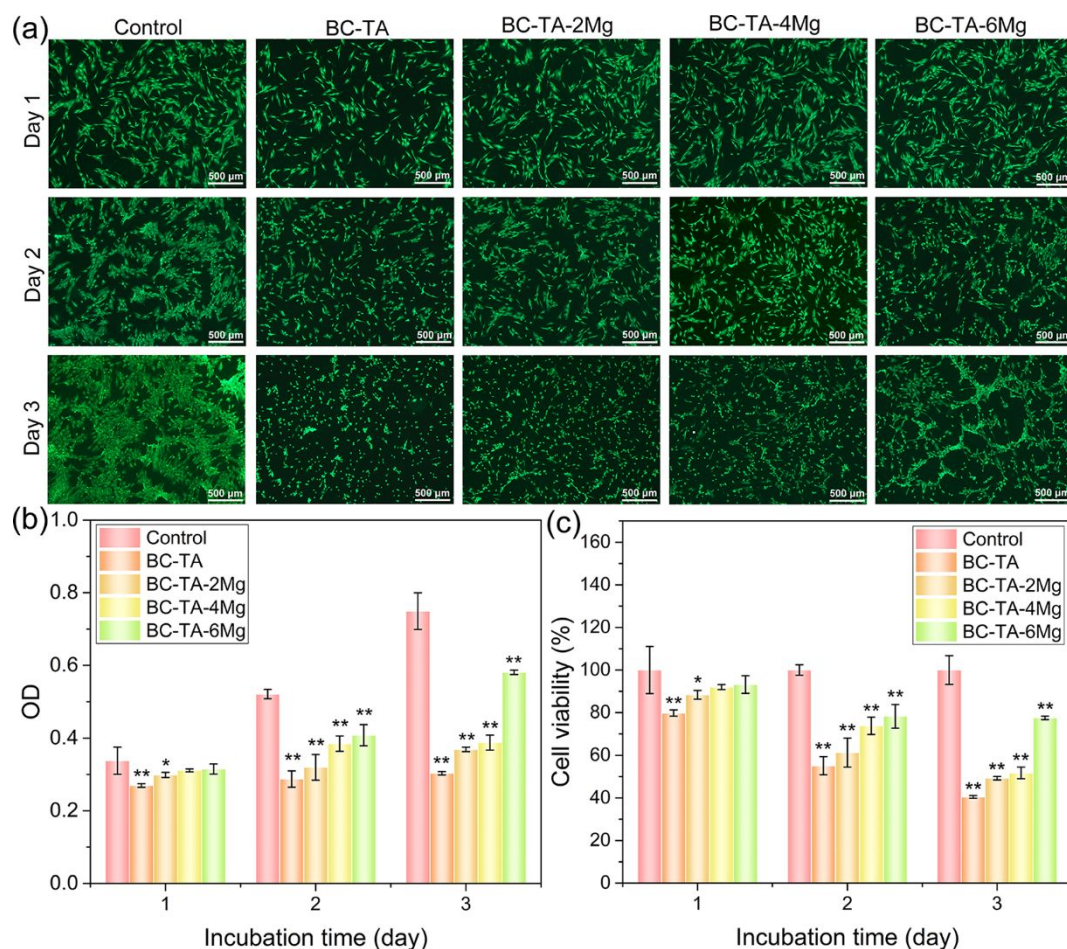 (a)
Control BC-TA BC-TA-2Mg BC-TA-4Mg BC-TA-6Mg
Day 1
500 µm 500 µm 500 µm 500 µm 500 µm
Day 2
500 µm 500 µm 500 µm 500 µm 500 µm
Day 3
500 µm 500 µm 500 µm 500 µm 500 µm
(b)
1.0
0.8
0.6
0.4
0.2
0.0
OD
Control
BC-TA
BC-TA-2Mg
BC-TA-4Mg
BC-TA-6Mg
** *
** ** ** **
** ** ** **
1 2 3
Incubation time (day)
(c)
160
140
120
100
80
60
40
20
0
Cell viability (%)
Control
BC-TA
BC-TA-2Mg
BC-TA-4Mg
BC-TA-6Mg
** *
** ** ** **
** ** ** **
1 2 3
Incubation time (day)